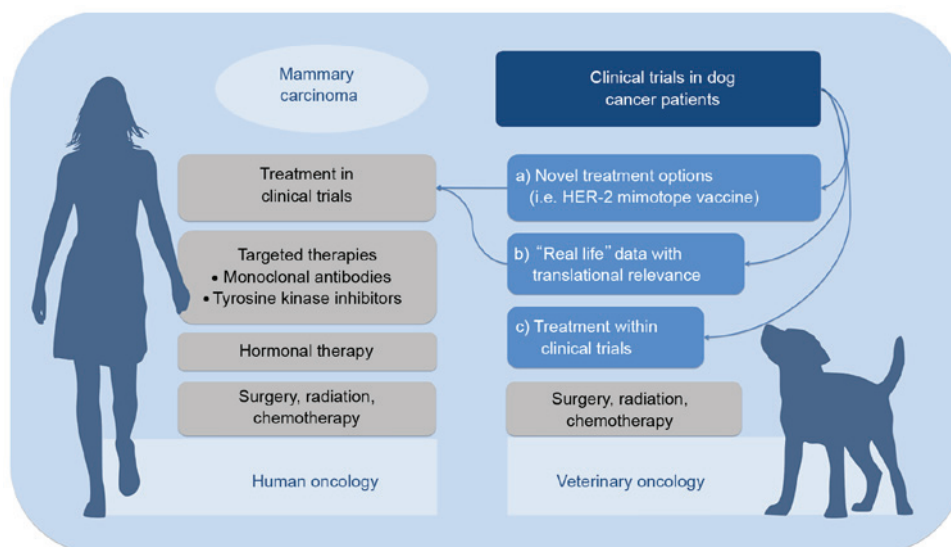 Mammary
carcinoma
Clinical trials in dog
cancer patients
Treatment in
clinical trials
a) Novel treatment options
(i.e. HER-2 mimotope vaccine)
Targeted therapies
• Monoclonal antibodies
• Tyrosine kinase inhibitors
b) “Real life” data with
translational relevance
c) Treatment within
clinical trials
Hormonal therapy
Surgery, radiation,
chemotherapy
Surgery, radiation,
chemotherapy
Human oncology
Veterinary oncology